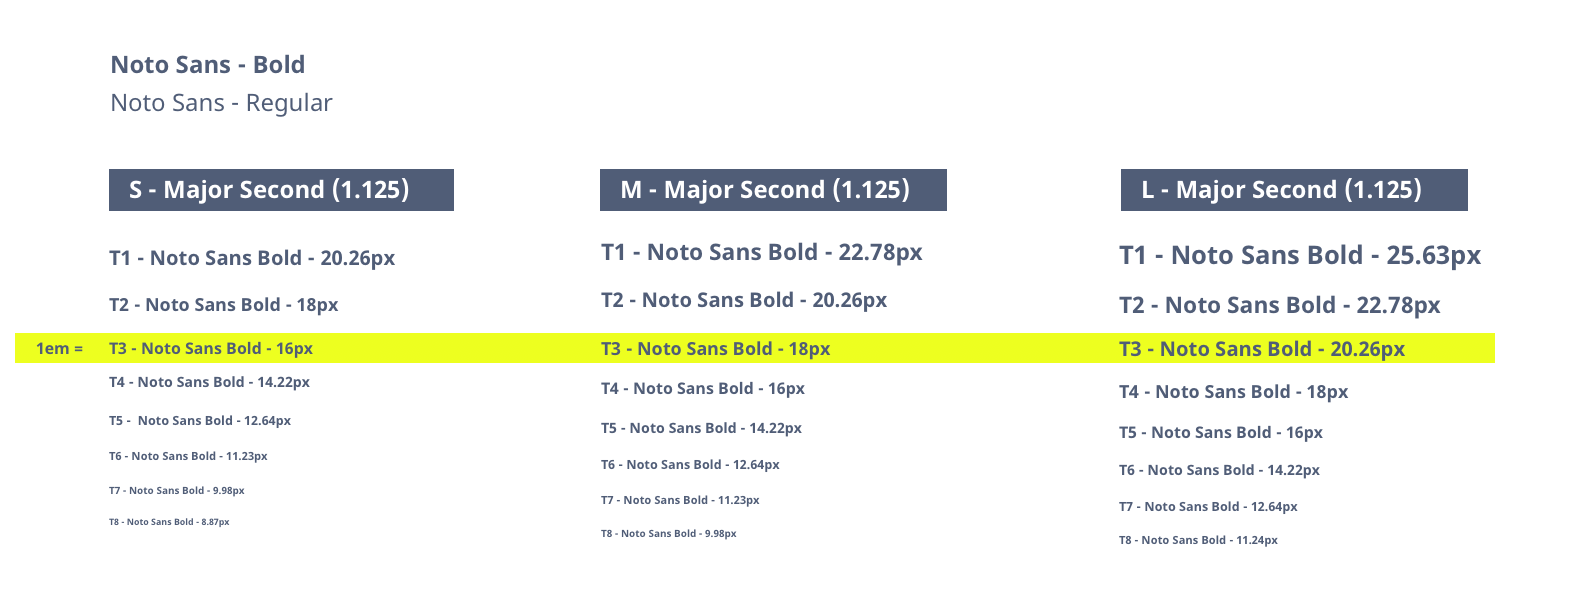 Noto Sans - Bold
Noto Sans - Regular
S - Major Second (1.125)
T1 - Noto Sans Bold - 20.26px
T2 - Noto Sans Bold - 18px
1em = T3 - Noto Sans Bold - 16px
T4 - Noto Sans Bold - 14.22px
T5 -  Noto Sans Bold - 12.64px
T6 - Noto Sans Bold - 11.23px
T7 - Noto Sans Bold - 9.98px
T8 - Noto Sans Bold - 8.87px
M - Major Second (1.125)
T1 - Noto Sans Bold - 22.78px
T2 - Noto Sans Bold - 20.26px
T3 - Noto Sans Bold - 18px
T4 - Noto Sans Bold - 16px
T5 - Noto Sans Bold - 14.22px
T6 - Noto Sans Bold - 12.64px
T7 - Noto Sans Bold - 11.23px
T8 - Noto Sans Bold - 9.98px
L - Major Second (1.125)
T1 - Noto Sans Bold - 25.63px
T2 - Noto Sans Bold - 22.78px
T3 - Noto Sans Bold - 20.26px
T4 - Noto Sans Bold - 18px
T5 - Noto Sans Bold - 16px
T6 - Noto Sans Bold - 14.22px
T7 - Noto Sans Bold - 12.64px
T8 - Noto Sans Bold - 11.24px